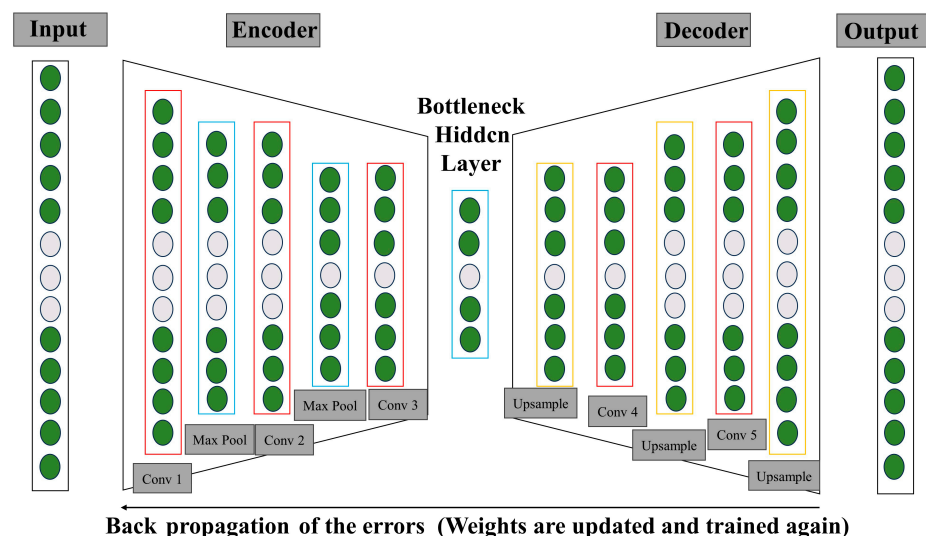 Input
Encoder
Decoder
Output
Bottleneck
Hiddcn
Layer
Conv 1
Max Pool
Conv 2
Max Pool
Conv 3
Upsample
Conv 4
Upsample
Conv 5
Upsample
Back propagation of the errors (Weights are updated and trained again)